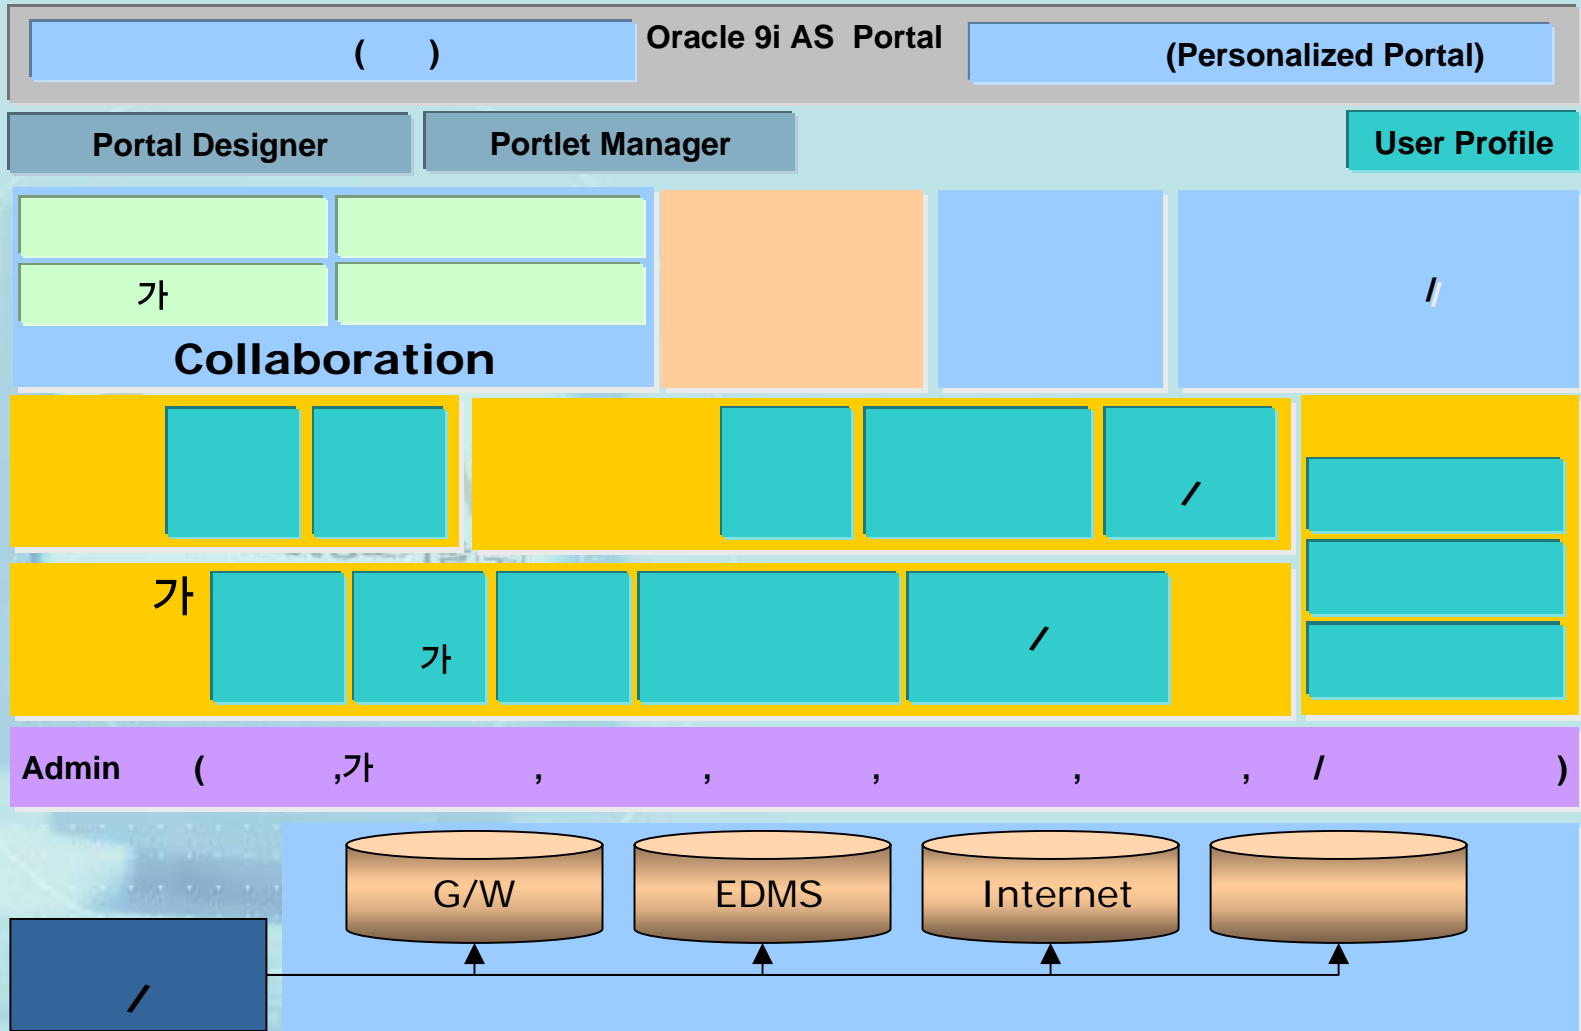 ( )
Oracle 9i AS Portal
(Personalized Portal)
Portal Designer
Portlet Manager
User Profile
가
/
Collaboration
/
가
가
/
Admin ( ,가 , , , , , / )
G/W
EDMS
Internet
/